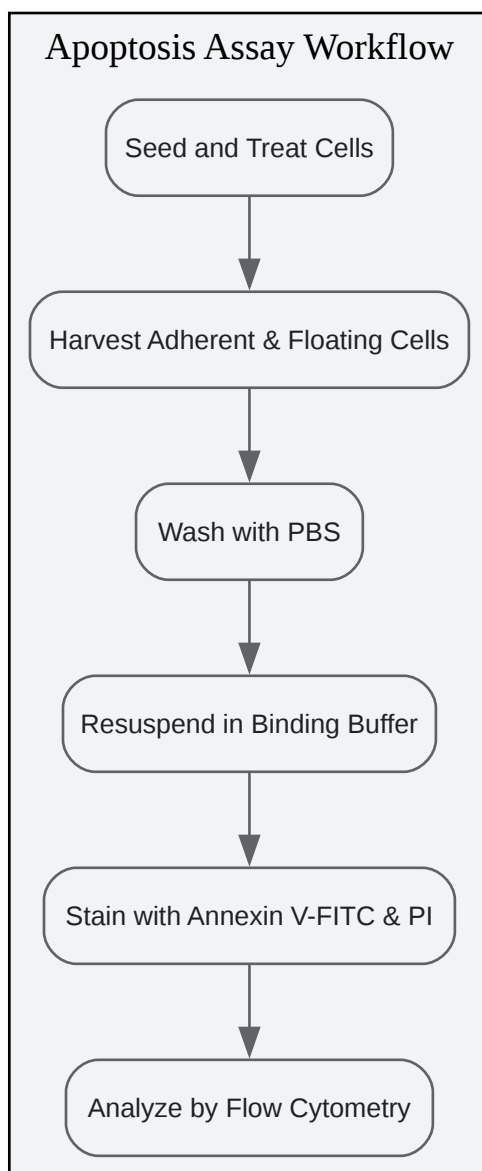 Apoptosis Assay Workflow
Seed and Treat Cells
Harvest Adherent & Floating Cells
Wash with PBS
Resuspend in Binding Buffer
Stain with Annexin V-FITC & PI
Analyze by Flow Cytometry